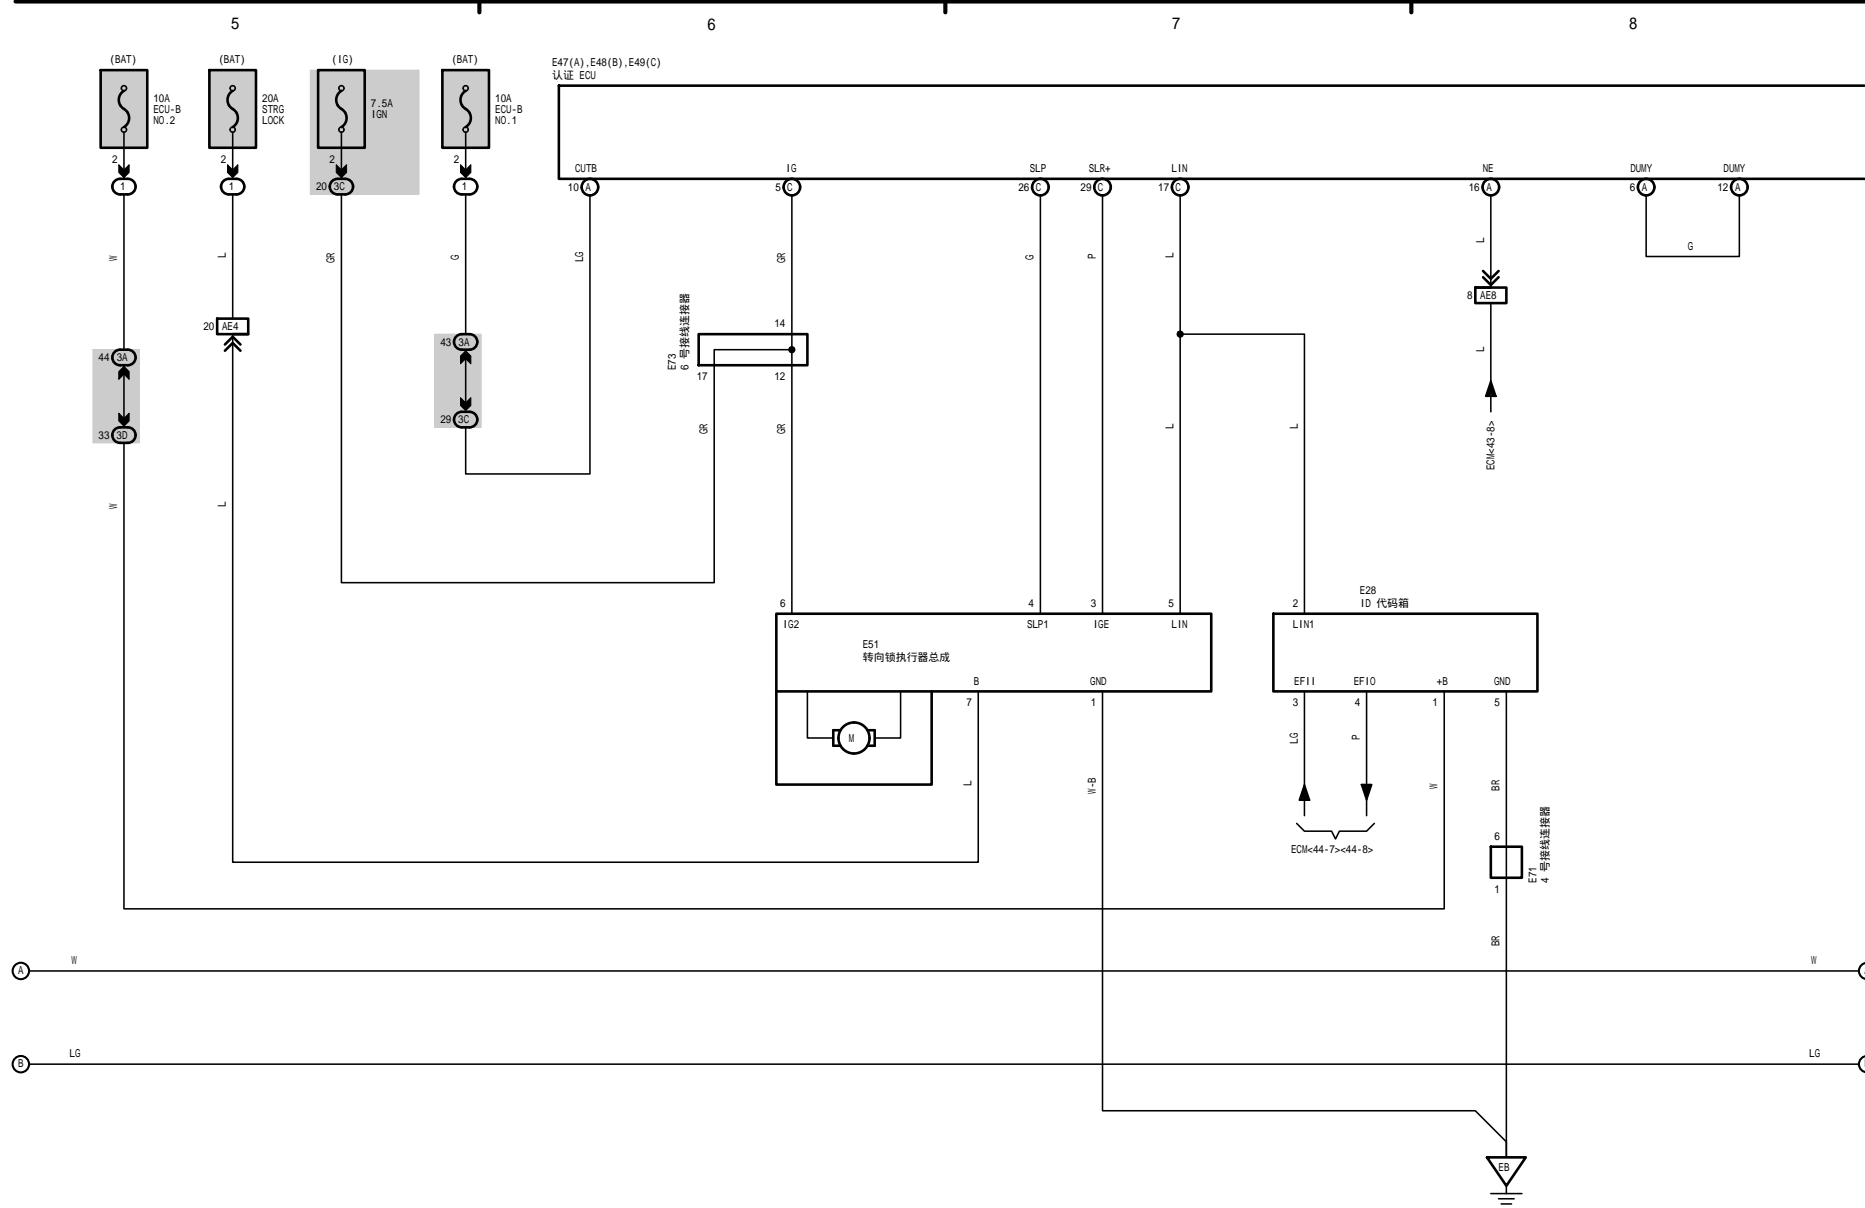 5
6
7
8
(BAT)
(BAT)
(IG)
(BAT)
10A
ECU-B
NO.2
20A
STRG
LOCK
7.5A
IGN
10A
ECU-B
NO.1
E47(A),E48(B),E49(C)
认证 ECU
2
2
2
2
1
1
20 3C
1
CUTB
IG
SLP
SLR+
LIN
NE
DUMY
DUMY
10 A
5 C
26 C
29 C
17 C
16 A
6 A
12 A
W
L
GR
G
LG
GR
G
P
L
L
G
8 AE8
L
ECM<43-8>
20 AE4
44 3A
33 3D
43 3A
29 3C
E73
6 号接线连接器
14
17
12
GR
GR
L
L
W
L
6
4
3
5
IG2
SLP1
IGE
LIN
E51
转向锁执行器总成
B
GND
7
1
M
L
W-B
E28
ID 代码箱
2
LIN1
EFII
EFIO
+B
GND
3
4
1
5
LG
P
W
BR
ECM<44-7><44-8>
6
1
E71
4 号接线连接器
BR
A
W
W
B
LG
LG
EB